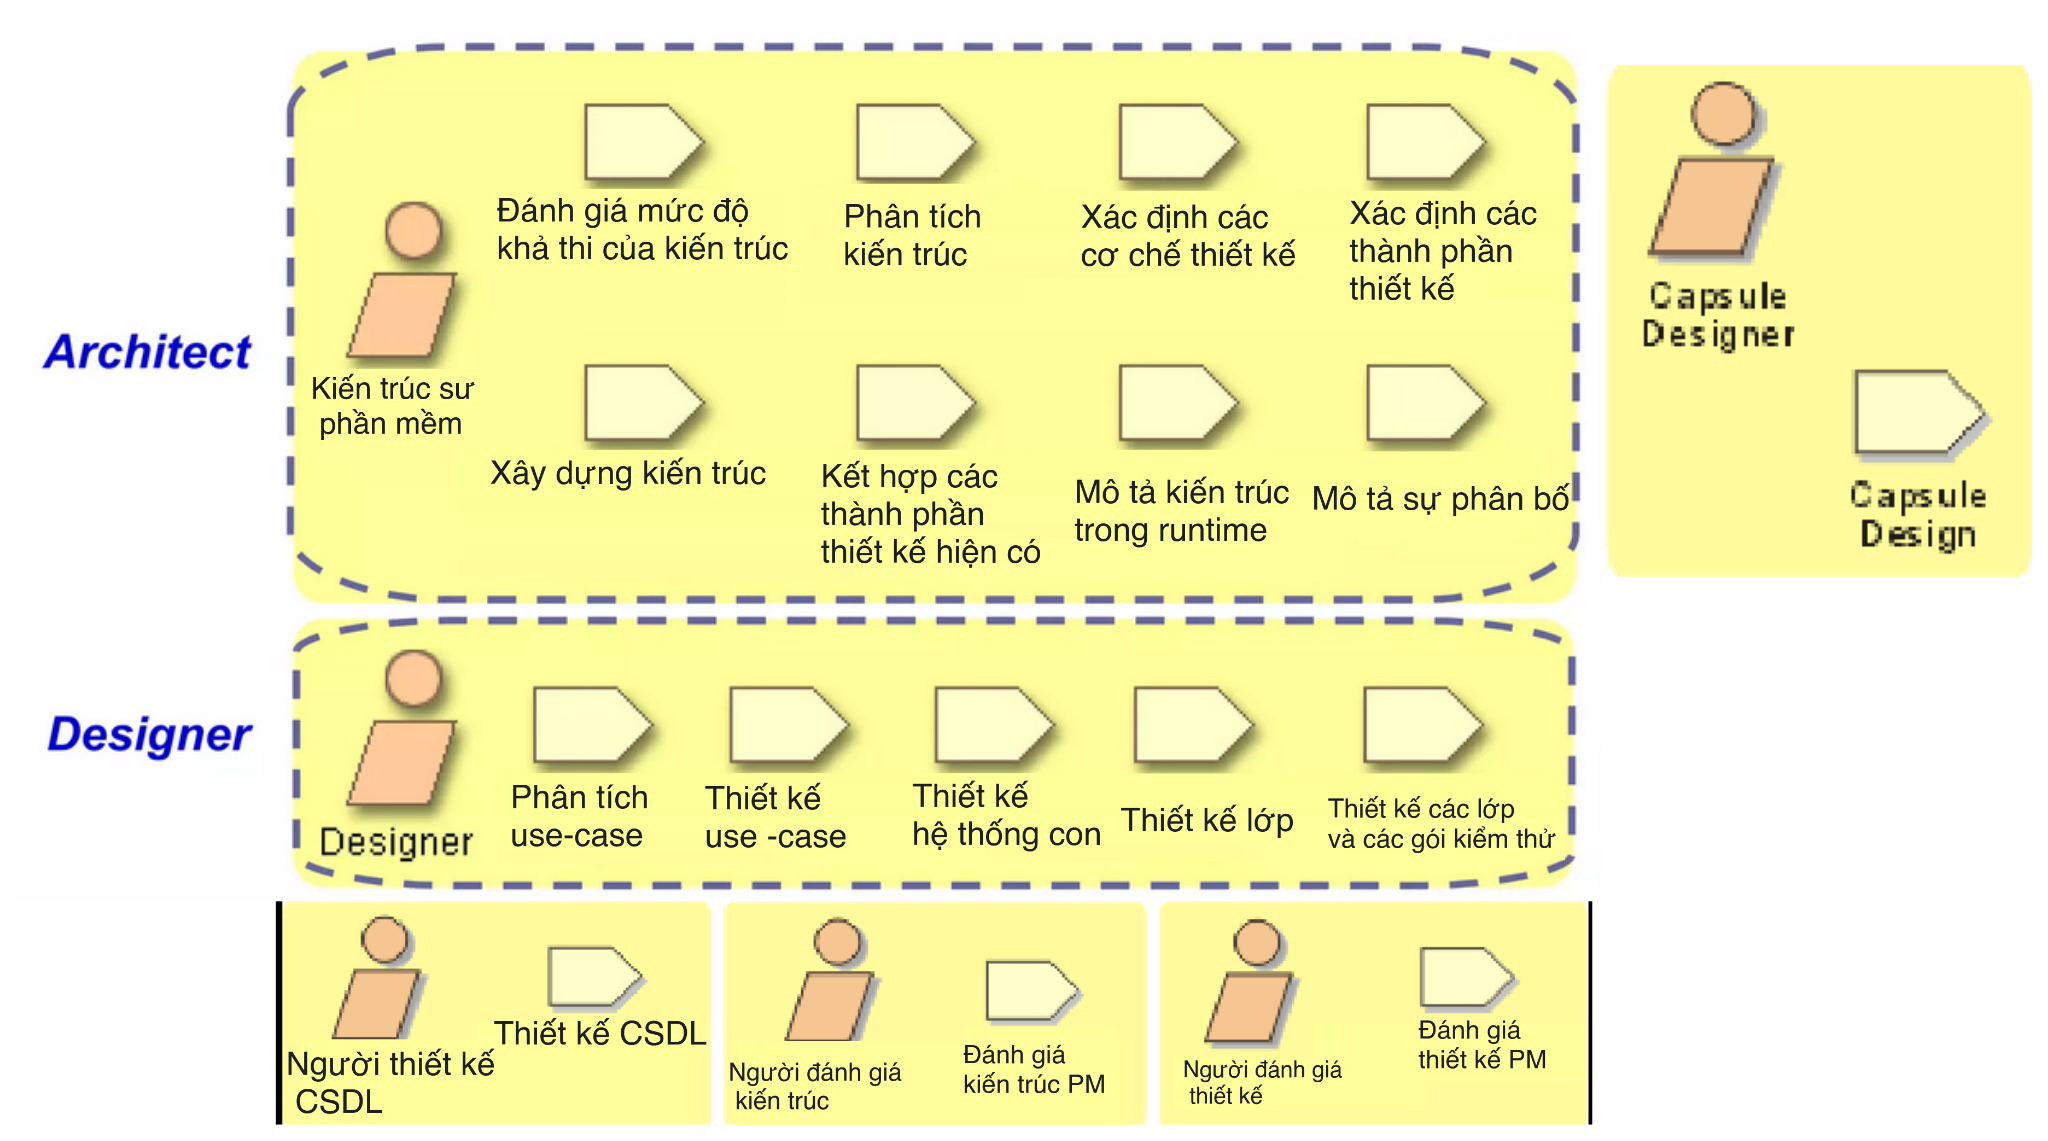 Architect
Kiến trúc sư
phần mềm
Đánh giá mức độ
khả thi của kiến trúc
Phân tích
kiến trúc
Xác định các
cơ chế thiết kế
Xác định các
thành phần
thiết kế
Xây dựng kiến trúc
Kết hợp các
thành phần
thiết kế hiện có
Mô tả kiến trúc
trong runtime
Mô tả sự phân bố
Capsule
Designer
Capsule
Design
Designer
Designer
Phân tích
use-case
Thiết kế
use -case
Thiết kế
hệ thống con
Thiết kế lớp
Thiết kế các lớp
và các gói kiểm thử
Người thiết kế
CSDL
Thiết kế CSDL
Người đánh giá
kiến trúc
Đánh giá
kiến trúc PM
Người đánh giá
thiết kế
Đánh giá
thiết kế PM